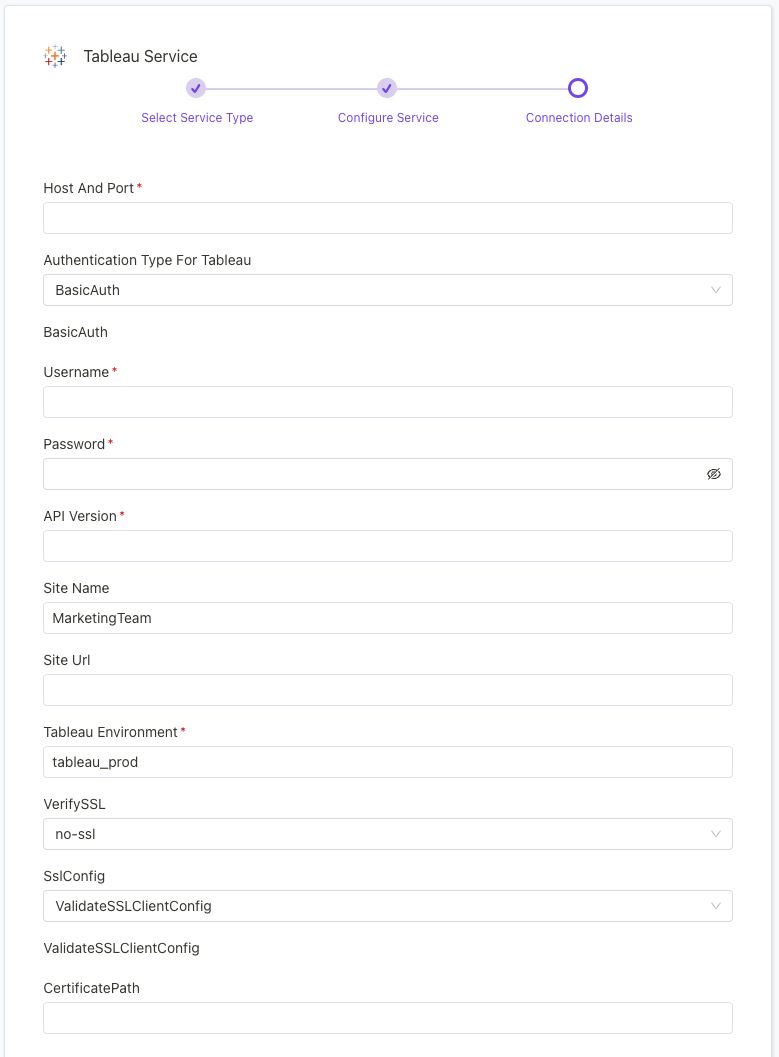 Tableau Service
Select Service Type
Configure Service
Connection Details
Host And Port*
Authentication Type For Tableau
BasicAuth
BasicAuth
Username*
Password*
API Version*
Site Name
MarketingTeam
Site Url
Tableau Environment*
tableau_prod
VerifySSL
no-ssl
SslConfig
ValidateSSLClientConfig
ValidateSSLClientConfig
CertificatePath